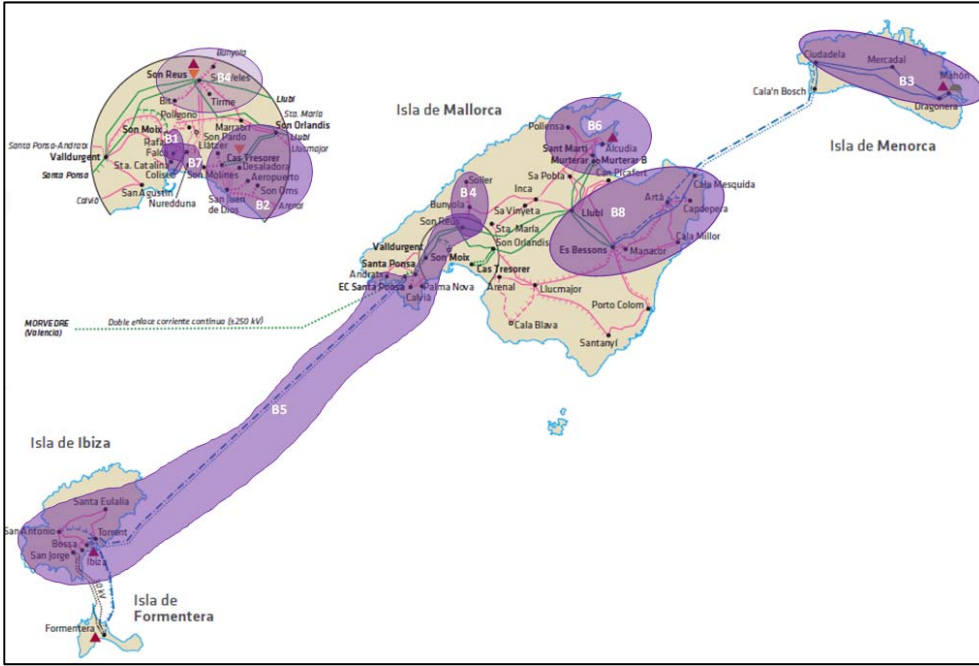 Bunyola
Son Reus
B4
Tirme
Llubí
Polígono
Sta. María
Marratxí
Son Orlandis
Son Moix
Son Pardo
Llubí
Santa Ponsa-Andratx
Rafal
B1
Llàtzer
Llucmajor
Valldurgent
Falca
B7
Cas Tresorer
Santa Ponsa
Sta. Catalina
Desaladora
Coliseo
Son Molines
Aeropuerto
Calvià
San Agustín
San Juan de Dios
Son Oms
Nuredduna
B2
Arenal
Isla de Mallorca
Ciudadela
Mercadal
B3
Mahón
Cala'n Bosch
Dragonera
Isla de Menorca
Pollensa
B6
Sant Martí
Alcudia
Murterar
Murterar B
Can Picafort
Sa Pobla
Sóller
Inca
Bunyola
B4
Sa Vinyeta
Llubí
Artà
Cala Mesquida
Son Reus
Sta. María
B8
Capdepera
Valldurgent
Son Orlandis
Es Bessons
Manacor
Cala Millor
Santa Ponsa
Son Moix
Andratx
Cas Tresorer
EC Santa Ponsa
Palma Nova
Arenal
Llucmajor
Calvià
Porto Colom
MORVEDRE
(Valencia)
Doble enlace corriente continua (±250 kV)
Cala Blava
Santanyí
B5
Isla de Ibiza
Santa Eulalia
San Antonio
Torrent
Bossa
San Jorge
Ibiza
Isla de
Formentera
Formentera